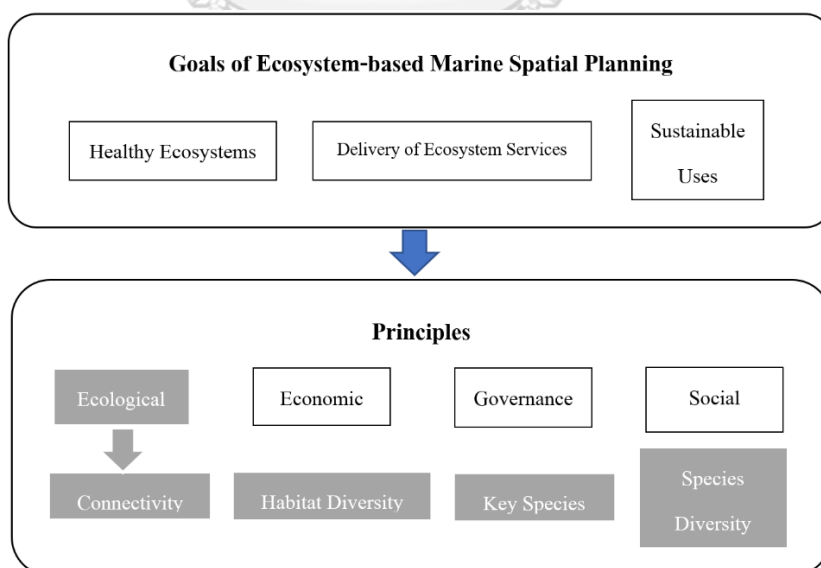 Goals of Ecosystem-based Marine Spatial Planning
Healthy Ecosystems
Delivery of Ecosystem Services
Sustainable
Uses
Principles
Ecological
Economic
Governance
Social
Connectivity
Habitat Diversity
Key Species
Species
Diversity